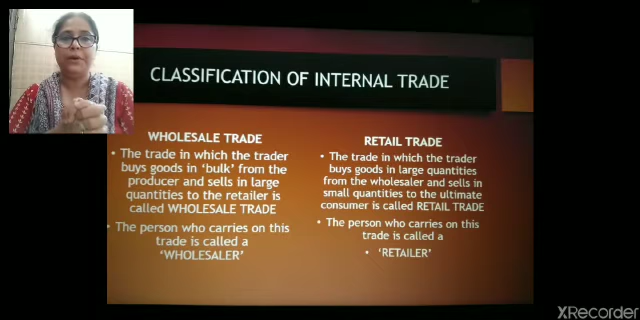 CLASSIFICATION OF INTERNAL TRADE
WHOLESALE TRADE
• The trade in which the trader
buys goods in ‘bulk’ from the
producer and sells in large
quantities to the retailer is
called WHOLESALE TRADE
• The person who carries on this
trade is called a
‘WHOLESALER’
RETAIL TRADE
• The trade in which the trader
buys goods in large quantities
from the wholesaler and sells in
small quantities to the ultimate
consumer is called RETAIL TRADE
• The person who carries on this
trade is called a
• ‘RETAILER’
XRecorder